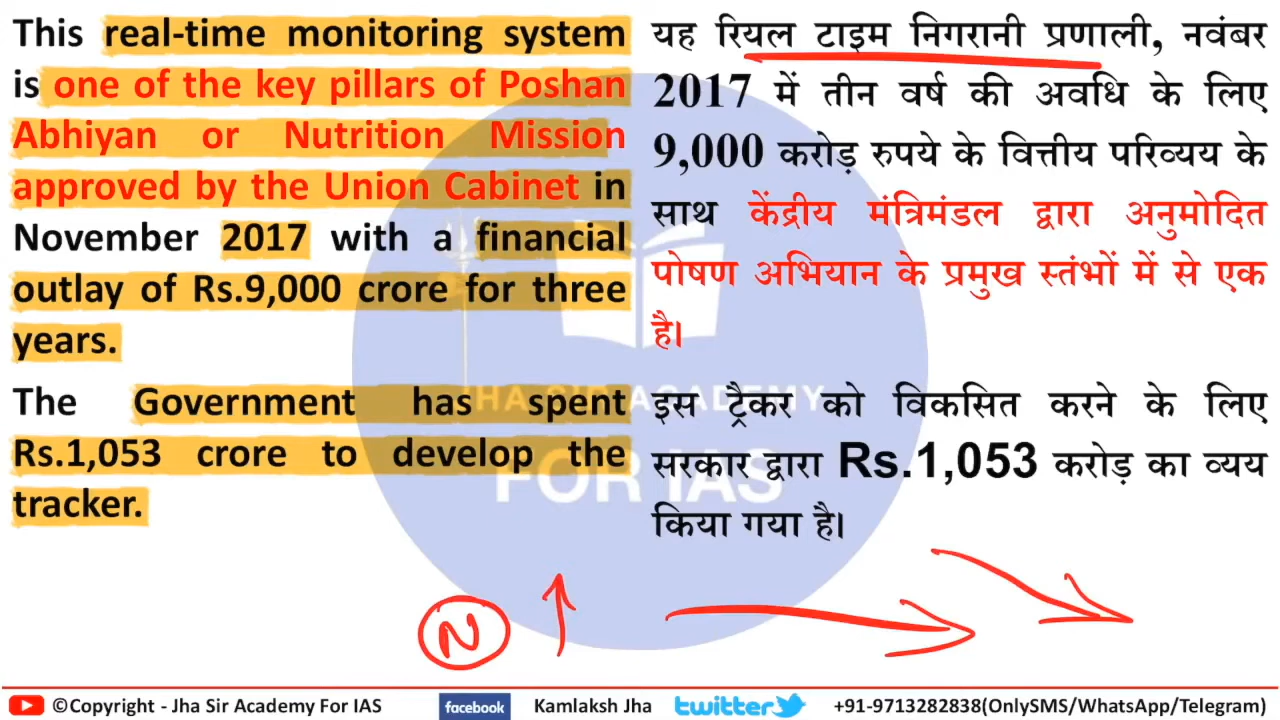 This real-time monitoring system
is one of the key pillars of Poshan
Abhiyan or Nutrition Mission
approved by the Union Cabinet in
November 2017 with a financial
outlay of Rs.9,000 crore for three
years.
The Government has spent
Rs.1,053 crore to develop the
tracker.
यह रियल टाइम निगरानी प्रणाली, नवंबर
2017 में तीन वर्ष की अवधि के लिए
9,000 करोड़ रुपये के वित्तीय परिव्यय के
साथ केंद्रीय मंत्रिमंडल द्वारा अनुमोदित
पोषण अभियान के प्रमुख स्तंभों में से एक
है।
इस ट्रैकर को विकसित करने के लिए
सरकार द्वारा Rs.1,053 करोड़ का व्यय
किया गया है।
JHA SIR ACADEMY
FOR IAS
N
©Copyright - Jha Sir Academy For IAS facebook Kamlaksh Jha twitter +91-9713282838(OnlySMS/WhatsApp/Telegram)